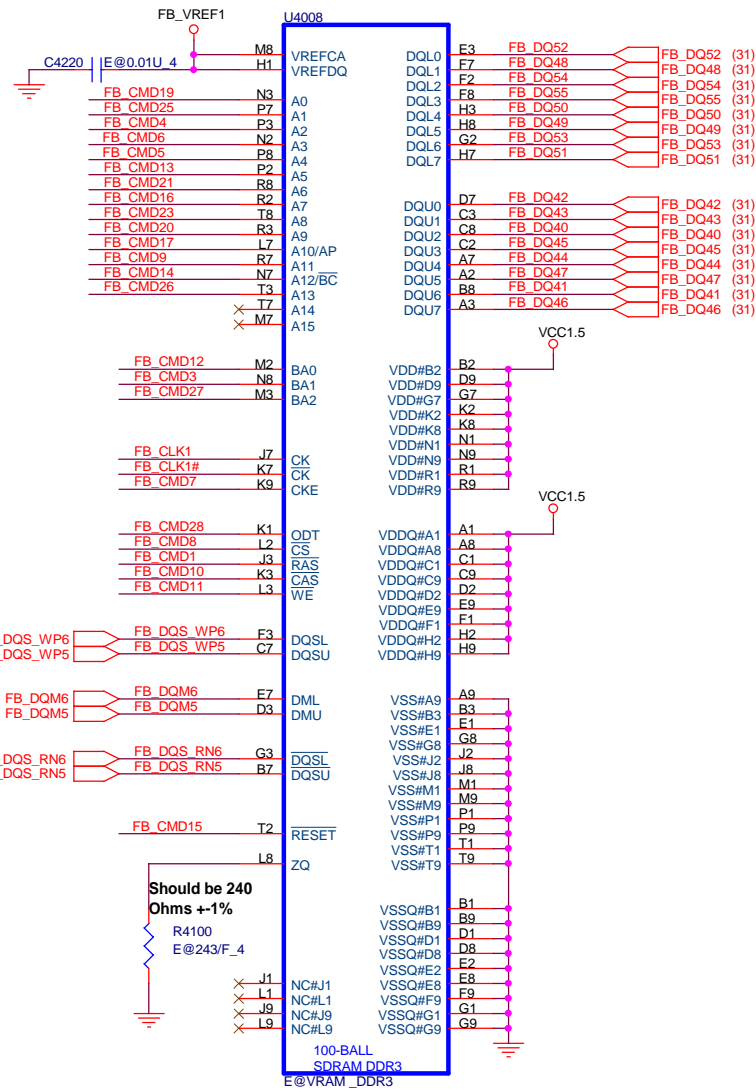 FB_VREF1
U4008
C4220 E@0.01U_4
M8 VREFCA
H1 VREFDQ
FB_CMD19 N3 A0
FB_CMD25 P7 A1
FB_CMD4 P3 A2
FB_CMD6 N2 A3
FB_CMD5 P8 A4
FB_CMD13 P2 A5
FB_CMD21 R8 A6
FB_CMD16 R2 A7
FB_CMD23 T8 A8
FB_CMD20 R3 A9
FB_CMD17 L7 A10/AP
FB_CMD9 R7 A11
FB_CMD14 N7 A12/BC
FB_CMD26 T3 A13
T7 A14
M7 A15
FB_CMD12 M2 BA0
FB_CMD3 N8 BA1
FB_CMD27 M3 BA2
FB_CLK1 J7 CK
FB_CLK1# K7 CK
FB_CMD7 K9 CKE
FB_CMD28 K1 ODT
FB_CMD8 L2 CS
FB_CMD1 J3 RAS
FB_CMD10 K3 CAS
FB_CMD11 L3 WE
_DQS_WP6 FB_DQS_WP6 F3 DQSL
_DQS_WP5 FB_DQS_WP5 C7 DQSU
FB_DQM6 FB_DQM6 E7 DML
FB_DQM5 FB_DQM5 D3 DMU
_DQS_RN6 FB_DQS_RN6 G3 DQSL
_DQS_RN5 FB_DQS_RN5 B7 DQSU
FB_CMD15 T2 RESET
L8 ZQ
Should be 240
Ohms +-1%
R4100
E@243/F_4
J1 NC#J1
L1 NC#L1
J9 NC#J9
L9 NC#L9
DQL0 E3 FB_DQ52 FB_DQ52 (31)
DQL1 F7 FB_DQ48 FB_DQ48 (31)
DQL2 F2 FB_DQ54 FB_DQ54 (31)
DQL3 F8 FB_DQ55 FB_DQ55 (31)
DQL4 H3 FB_DQ50 FB_DQ50 (31)
DQL5 H8 FB_DQ49 FB_DQ49 (31)
DQL6 G2 FB_DQ53 FB_DQ53 (31)
DQL7 H7 FB_DQ51 FB_DQ51 (31)
DQU0 D7 FB_DQ42 FB_DQ42 (31)
DQU1 C3 FB_DQ43 FB_DQ43 (31)
DQU2 C8 FB_DQ40 FB_DQ40 (31)
DQU3 C2 FB_DQ45 FB_DQ45 (31)
DQU4 A7 FB_DQ44 FB_DQ44 (31)
DQU5 A2 FB_DQ47 FB_DQ47 (31)
DQU6 B8 FB_DQ41 FB_DQ41 (31)
DQU7 A3 FB_DQ46 FB_DQ46 (31)
VCC1.5
VDD#B2 B2
VDD#D9 D9
VDD#G7 G7
VDD#K2 K2
VDD#K8 K8
VDD#N1 N1
VDD#N9 N9
VDD#R1 R1
VDD#R9 R9
VCC1.5
VDDQ#A1 A1
VDDQ#A8 A8
VDDQ#C1 C1
VDDQ#C9 C9
VDDQ#D2 D2
VDDQ#E9 E9
VDDQ#F1 F1
VDDQ#H2 H2
VDDQ#H9 H9
VSS#A9 A9
VSS#B3 B3
VSS#E1 E1
VSS#G8 G8
VSS#J2 J2
VSS#J8 J8
VSS#M1 M1
VSS#M9 M9
VSS#P1 P1
VSS#P9 P9
VSS#T1 T1
VSS#T9 T9
VSSQ#B1 B1
VSSQ#B9 B9
VSSQ#D1 D1
VSSQ#D8 D8
VSSQ#E2 E2
VSSQ#E8 E8
VSSQ#F9 F9
VSSQ#G1 G1
VSSQ#G9 G9
100-BALL
SDRAM DDR3
E@VRAM _DDR3